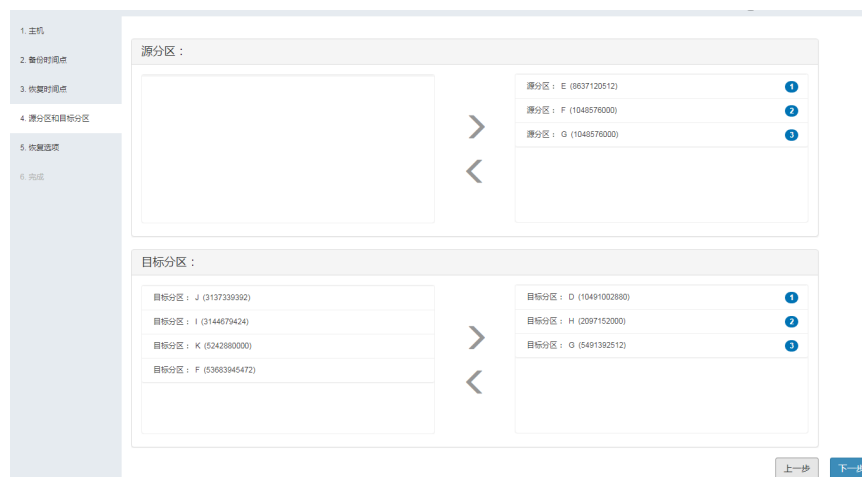 1. 主机
2. 备份时间点
3. 恢复时间点
4. 源分区和目标分区
5. 恢复选项
6. 完成
源分区：
源分区： E (8637120512) 1
源分区： F (1048576000) 2
源分区： G (1048576000) 3
目标分区：
目标分区： J (3137339392)
目标分区： I (3144679424)
目标分区： K (5242880000)
目标分区： F (53683945472)
目标分区： D (10491002880) 1
目标分区： H (2097152000) 2
目标分区： G (5491392512) 3
上一步
下一步